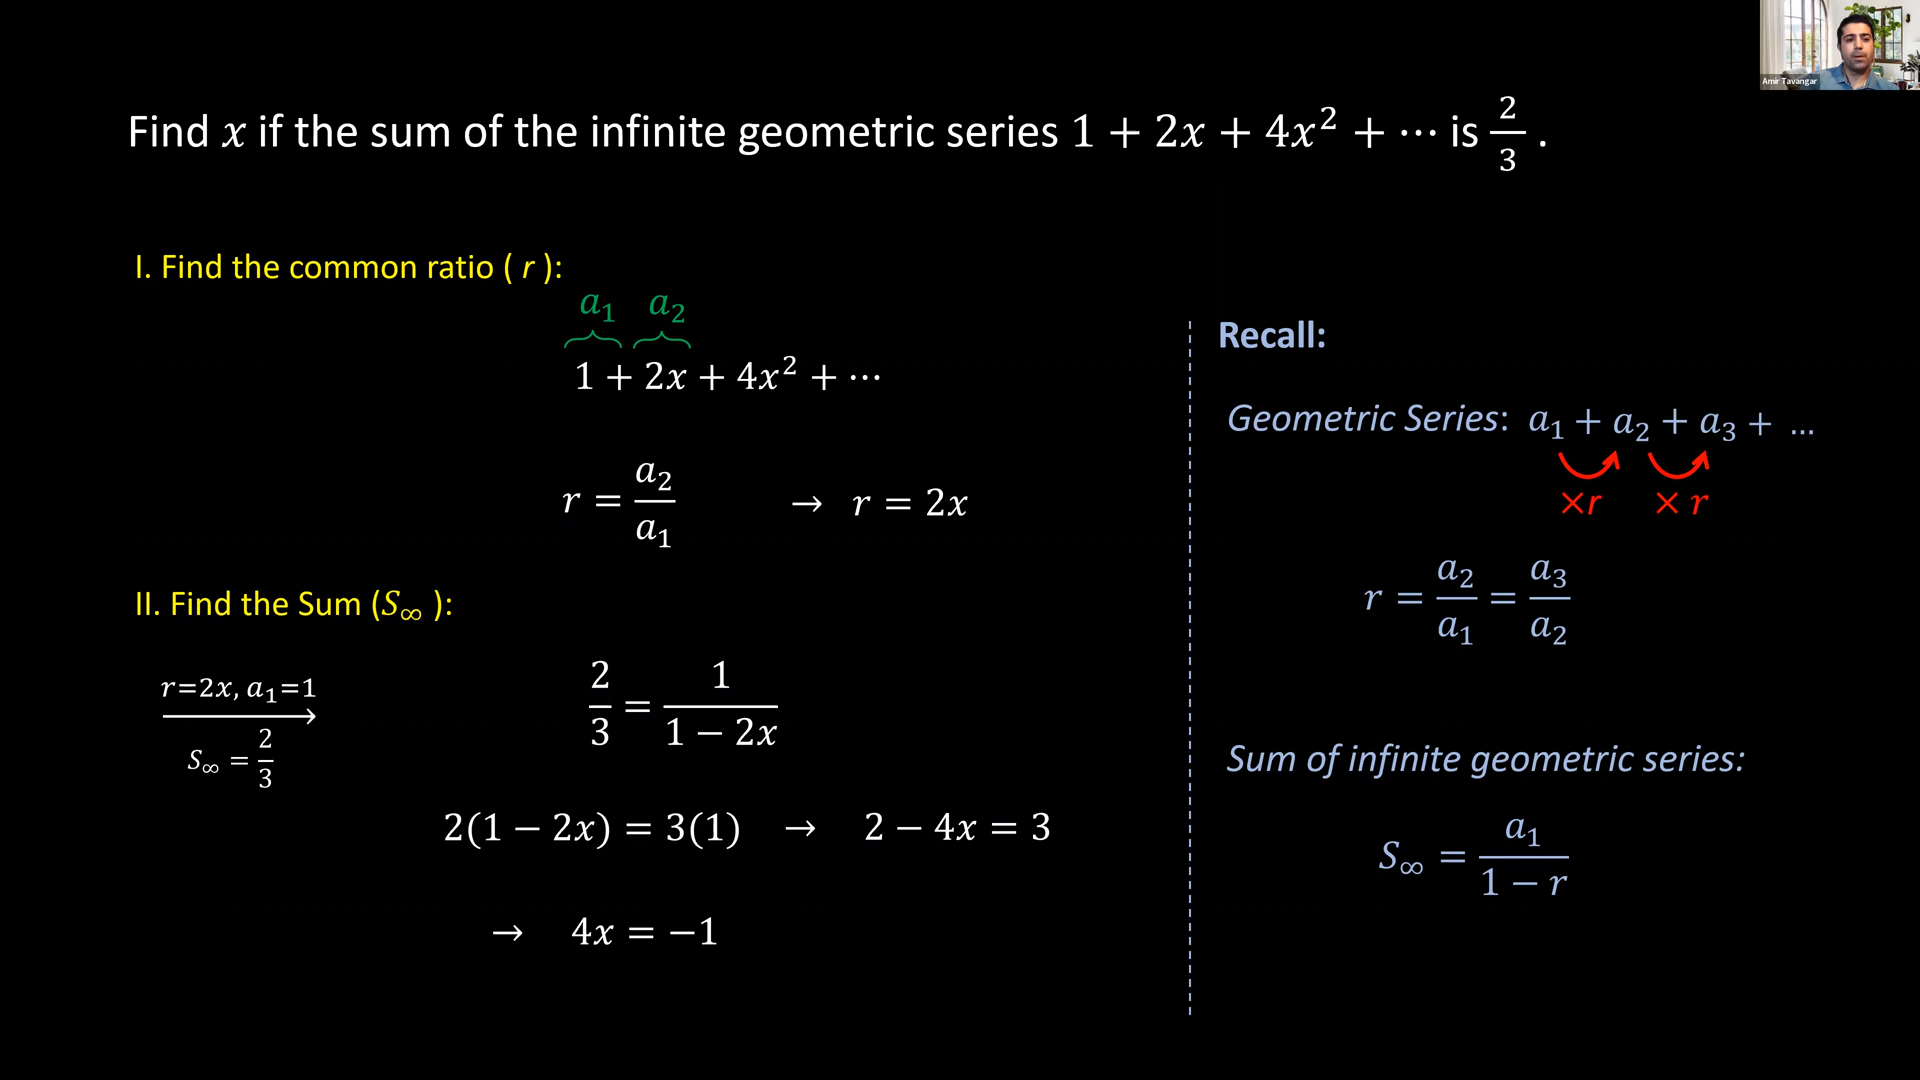 Amir Tavangar
Find x if the sum of the infinite geometric series 1 + 2x + 4x² + ⋯ is 2/3 .
I. Find the common ratio ( r ):
a₁ a₂
1 + 2x + 4x² + ⋯
r = a₂/a₁ → r = 2x
II. Find the Sum (S∞ ):
r=2x, a₁=1
S∞ = 2/3
2/3 = 1/(1 − 2x)
2(1 − 2x) = 3(1) → 2 − 4x = 3
→ 4x = −1
Recall:
Geometric Series: a₁ + a₂ + a₃ + ...
×r × r
r = a₂/a₁ = a₃/a₂
Sum of infinite geometric series:
S∞ = a₁/(1 − r)